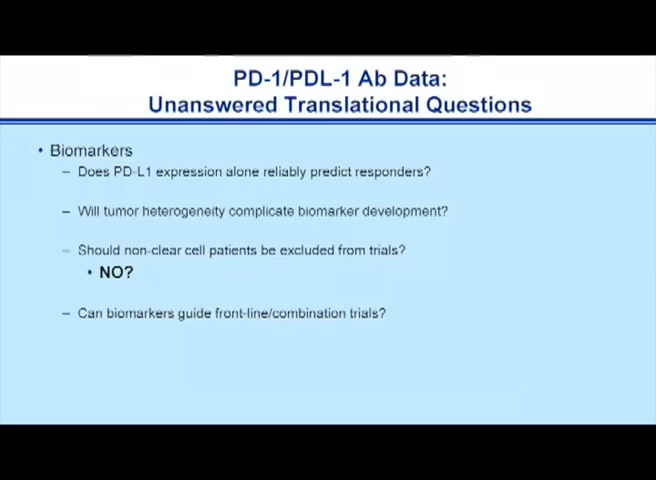 PD-1/PDL-1 Ab Data:
Unanswered Translational Questions
• Biomarkers
– Does PD-L1 expression alone reliably predict responders?
– Will tumor heterogeneity complicate biomarker development?
– Should non-clear cell patients be excluded from trials?
• NO?
– Can biomarkers guide front-line/combination trials?